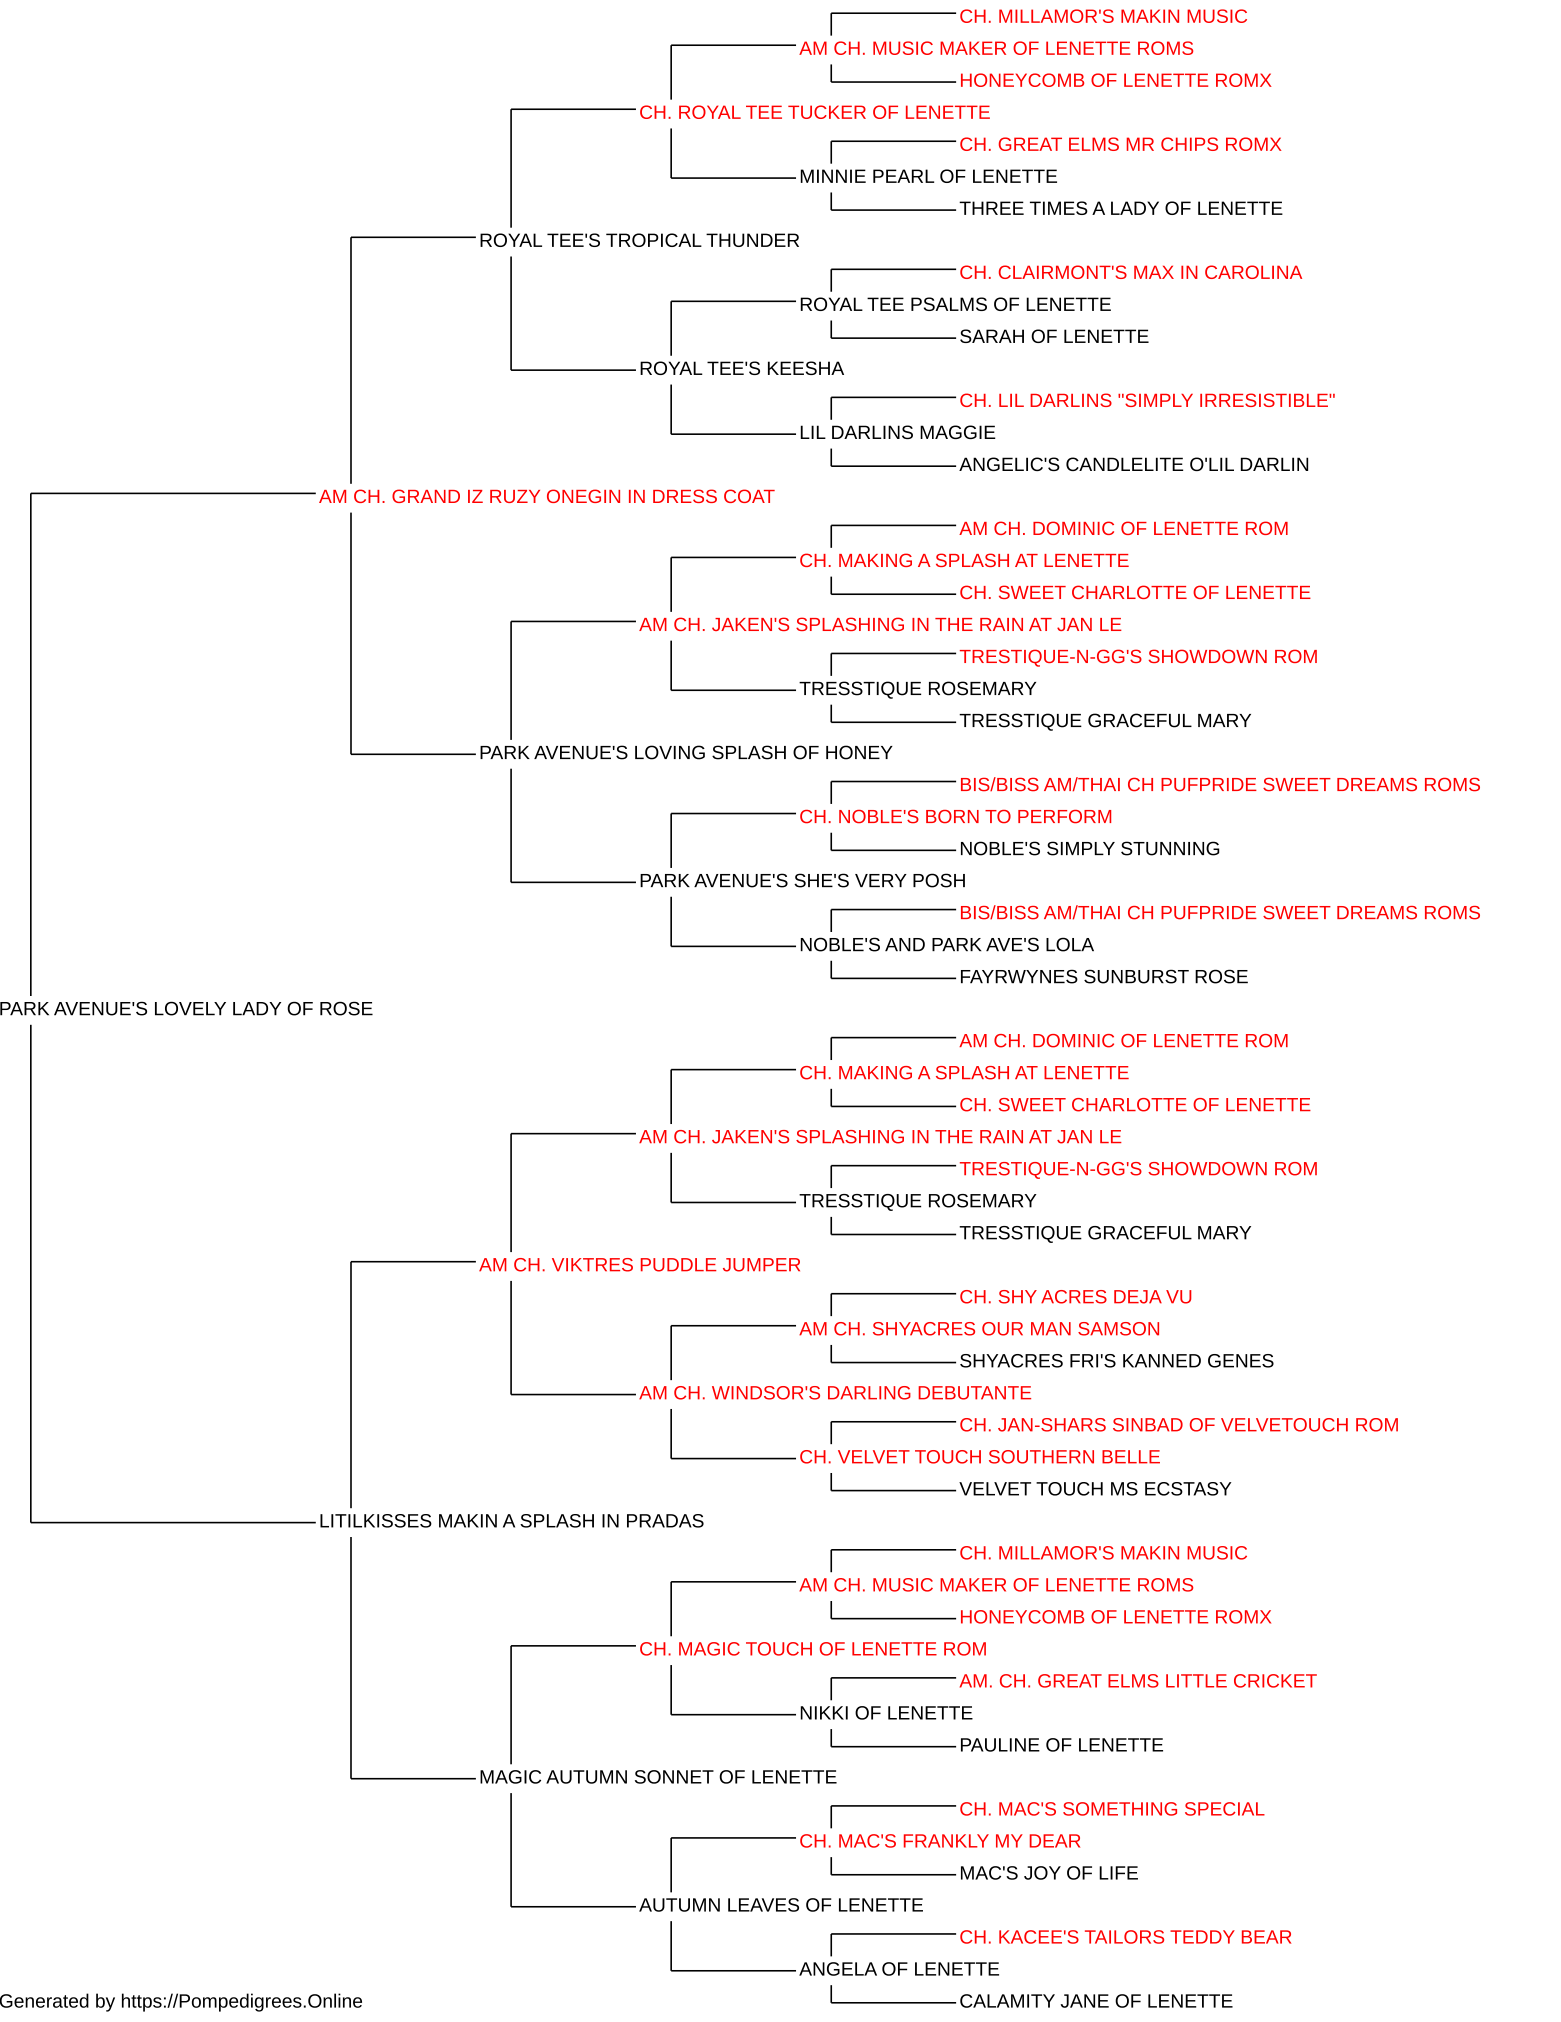 CH. MILLAMOR'S MAKIN MUSIC
AM CH. MUSIC MAKER OF LENETTE ROMS
HONEYCOMB OF LENETTE ROMX
CH. ROYAL TEE TUCKER OF LENETTE
CH. GREAT ELMS MR CHIPS ROMX
MINNIE PEARL OF LENETTE
THREE TIMES A LADY OF LENETTE
ROYAL TEE'S TROPICAL THUNDER
CH. CLAIRMONT'S MAX IN CAROLINA
ROYAL TEE PSALMS OF LENETTE
SARAH OF LENETTE
ROYAL TEE'S KEESHA
CH. LIL DARLINS "SIMPLY IRRESISTIBLE"
LIL DARLINS MAGGIE
ANGELIC'S CANDLELITE O'LIL DARLIN
AM CH. GRAND IZ RUZY ONEGIN IN DRESS COAT
AM CH. DOMINIC OF LENETTE ROM
CH. MAKING A SPLASH AT LENETTE
CH. SWEET CHARLOTTE OF LENETTE
AM CH. JAKEN'S SPLASHING IN THE RAIN AT JAN LE
TRESTIQUE-N-GG'S SHOWDOWN ROM
TRESSTIQUE ROSEMARY
TRESSTIQUE GRACEFUL MARY
PARK AVENUE'S LOVING SPLASH OF HONEY
BIS/BISS AM/THAI CH PUFPRIDE SWEET DREAMS ROMS
CH. NOBLE'S BORN TO PERFORM
NOBLE'S SIMPLY STUNNING
PARK AVENUE'S SHE'S VERY POSH
BIS/BISS AM/THAI CH PUFPRIDE SWEET DREAMS ROMS
NOBLE'S AND PARK AVE'S LOLA
FAYRWYNES SUNBURST ROSE
PARK AVENUE'S LOVELY LADY OF ROSE
AM CH. DOMINIC OF LENETTE ROM
CH. MAKING A SPLASH AT LENETTE
CH. SWEET CHARLOTTE OF LENETTE
AM CH. JAKEN'S SPLASHING IN THE RAIN AT JAN LE
TRESTIQUE-N-GG'S SHOWDOWN ROM
TRESSTIQUE ROSEMARY
TRESSTIQUE GRACEFUL MARY
AM CH. VIKTRES PUDDLE JUMPER
CH. SHY ACRES DEJA VU
AM CH. SHYACRES OUR MAN SAMSON
SHYACRES FRI'S KANNED GENES
AM CH. WINDSOR'S DARLING DEBUTANTE
CH. JAN-SHARS SINBAD OF VELVETOUCH ROM
CH. VELVET TOUCH SOUTHERN BELLE
VELVET TOUCH MS ECSTASY
LITILKISSES MAKIN A SPLASH IN PRADAS
CH. MILLAMOR'S MAKIN MUSIC
AM CH. MUSIC MAKER OF LENETTE ROMS
HONEYCOMB OF LENETTE ROMX
CH. MAGIC TOUCH OF LENETTE ROM
AM. CH. GREAT ELMS LITTLE CRICKET
NIKKI OF LENETTE
PAULINE OF LENETTE
MAGIC AUTUMN SONNET OF LENETTE
CH. MAC'S SOMETHING SPECIAL
CH. MAC'S FRANKLY MY DEAR
MAC'S JOY OF LIFE
AUTUMN LEAVES OF LENETTE
CH. KACEE'S TAILORS TEDDY BEAR
ANGELA OF LENETTE
CALAMITY JANE OF LENETTE
Generated by https://Pompedigrees.Online